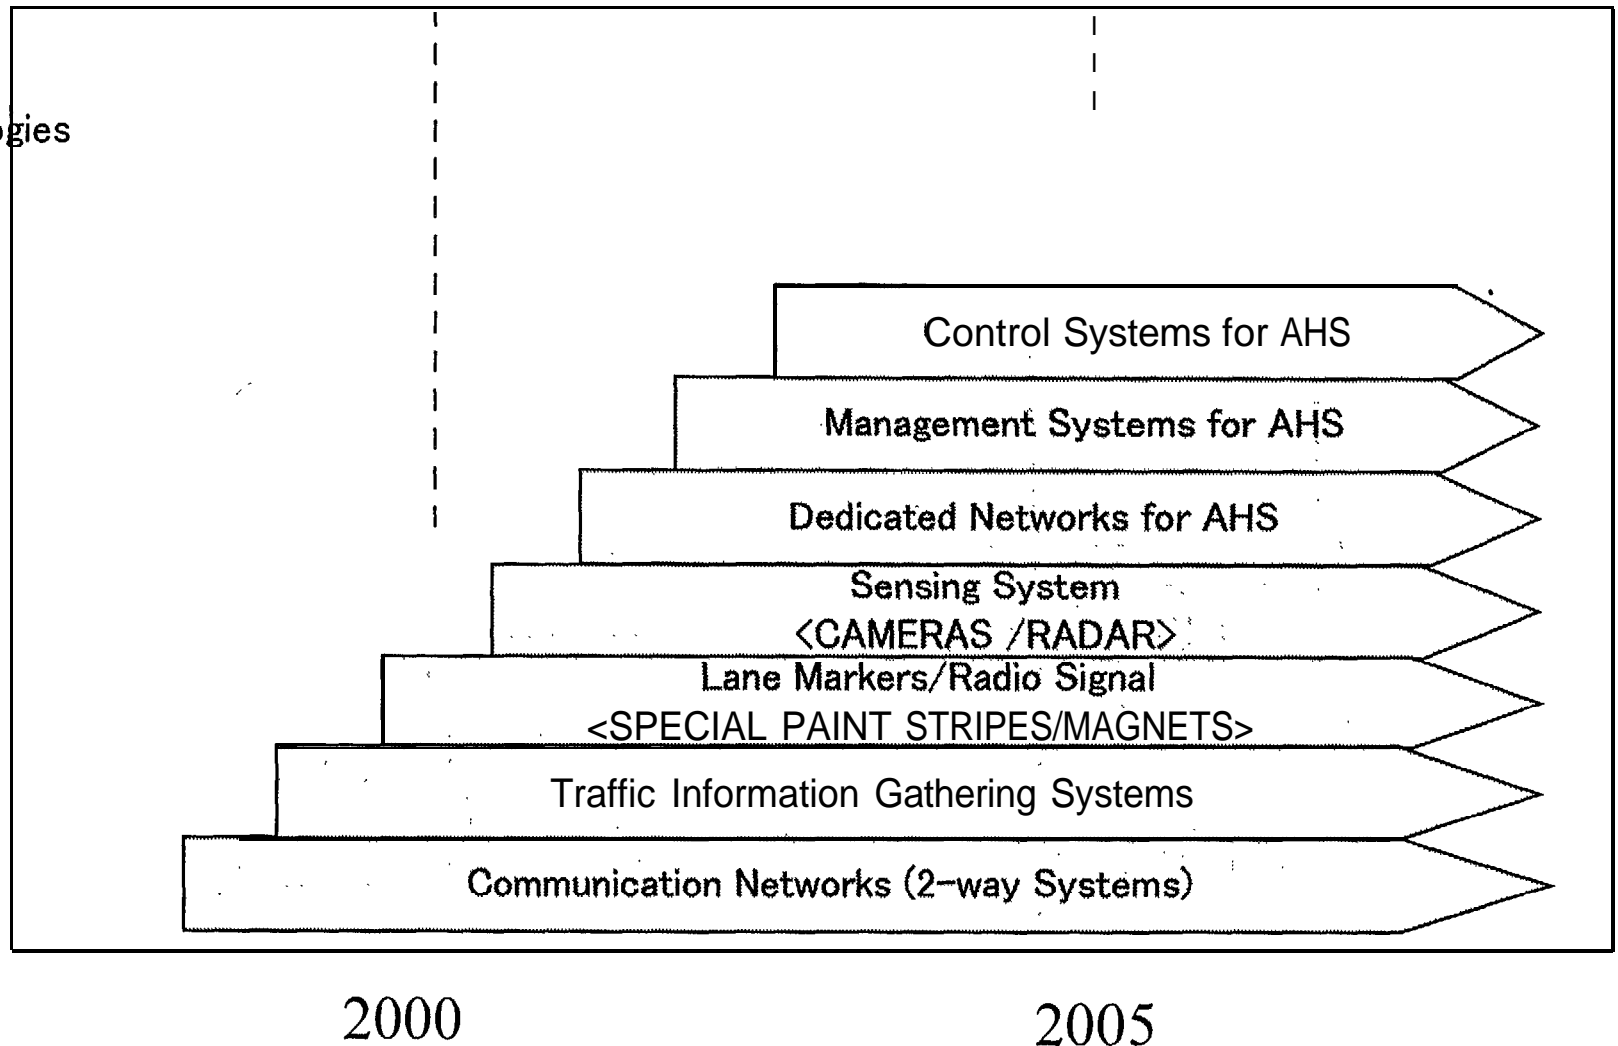 ogies
Control Systems for AHS
Management Systems for AHS
Dedicated Networks for AHS
Sensing System
<CAMERAS /RADAR>
Lane Markers/Radio Signal
<SPECIAL PAINT STRIPES/MAGNETS>
Traffic Information Gathering Systems
Communication Networks (2-way Systems)
2000
2005